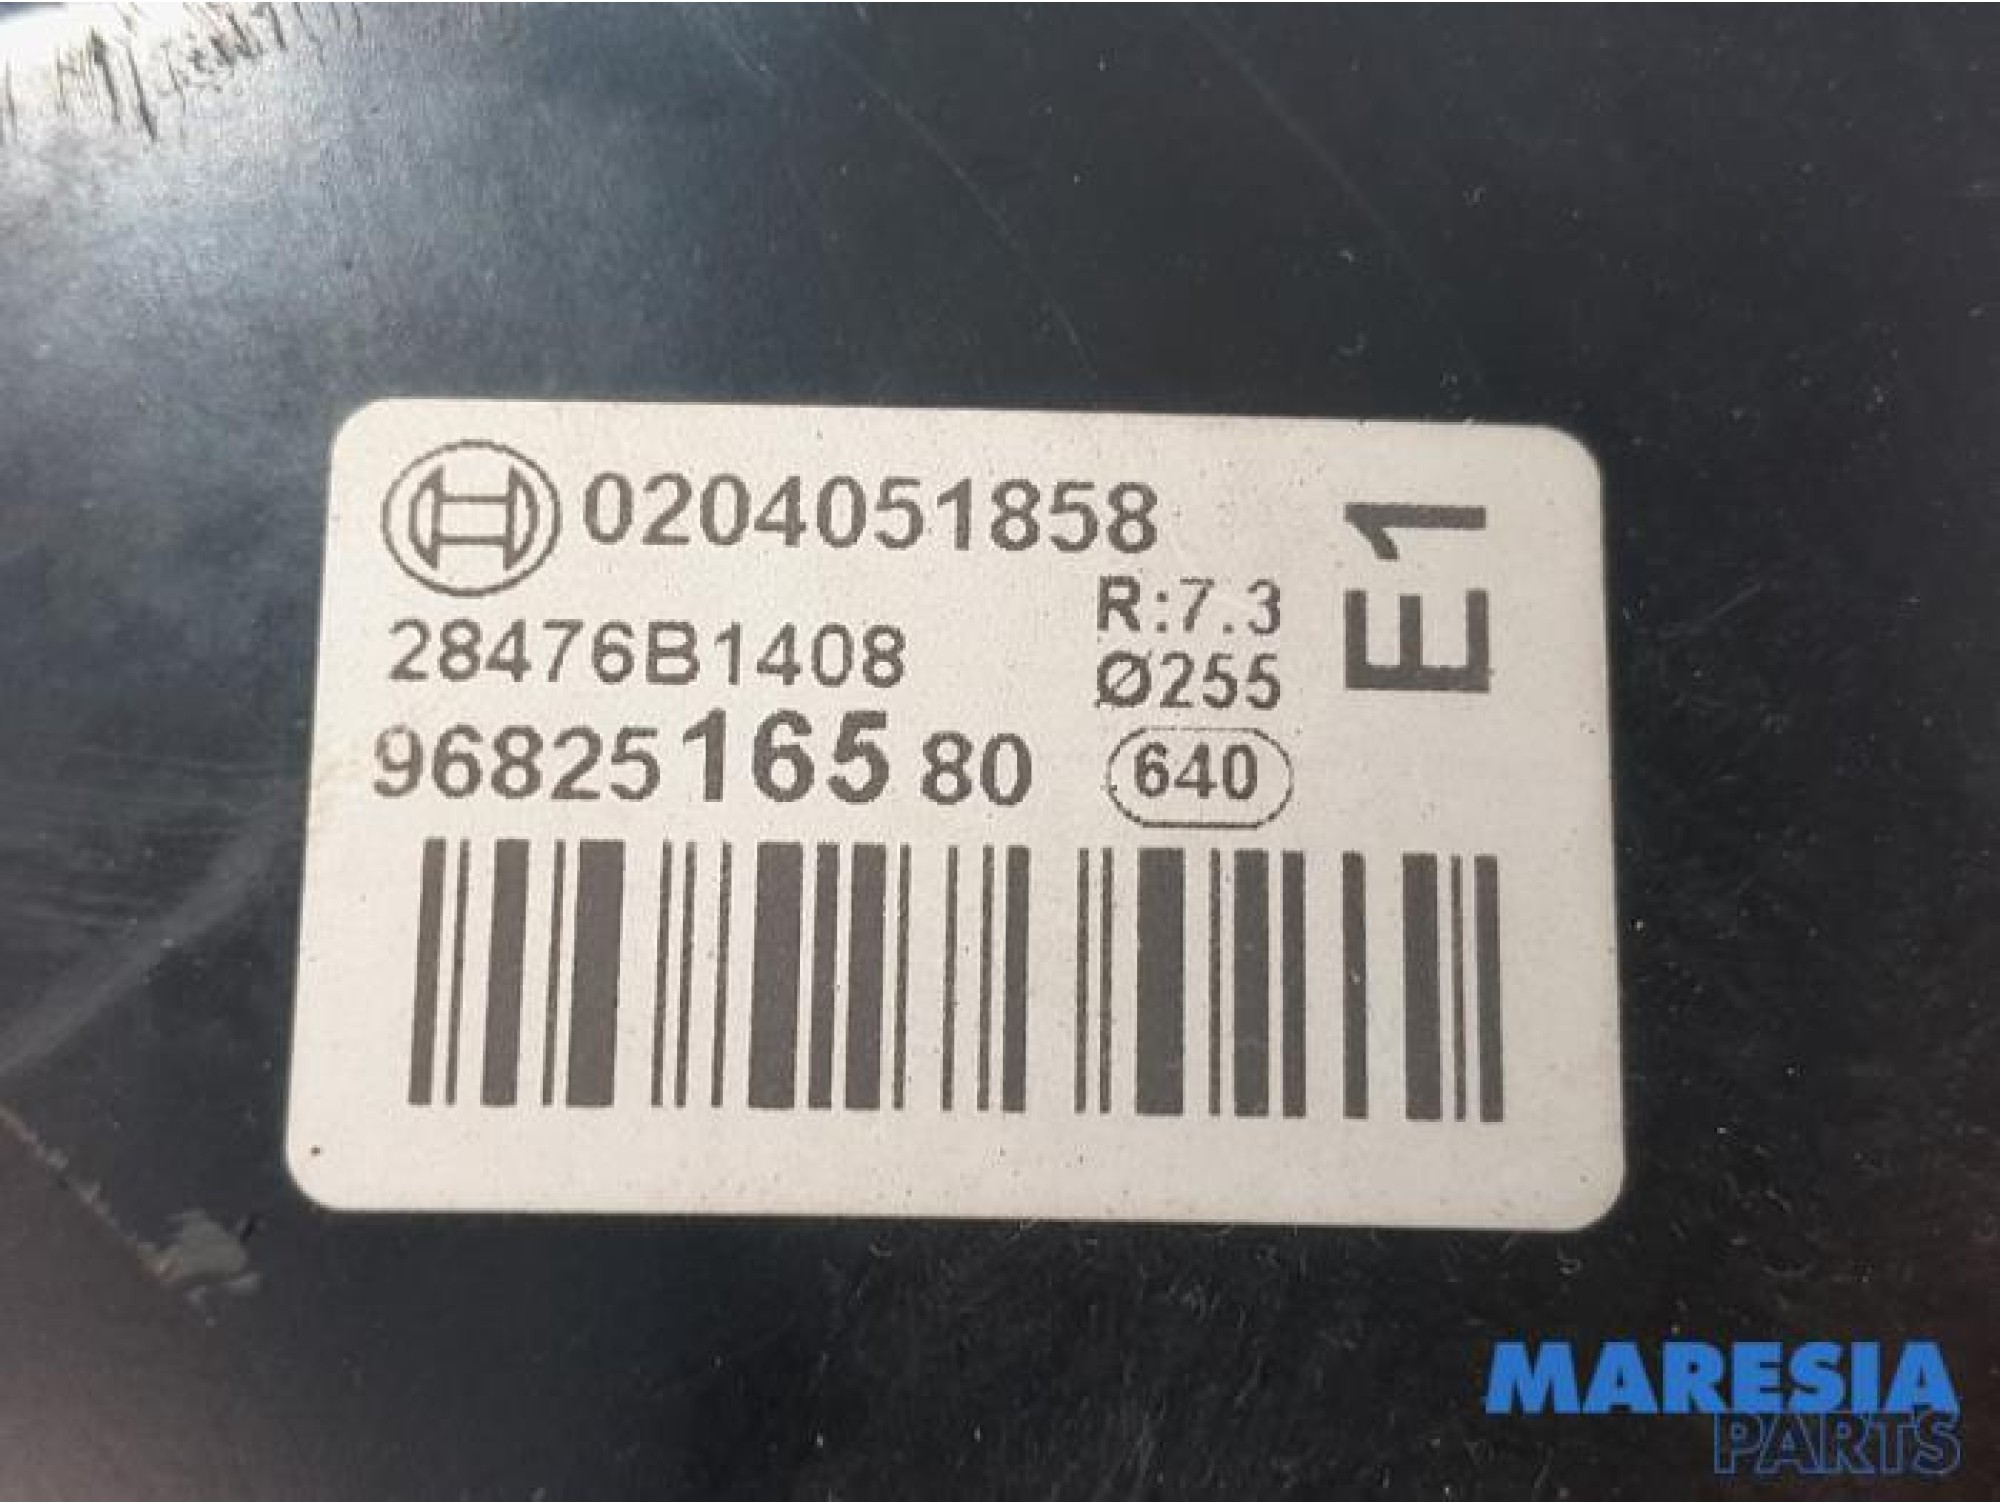 0204051858
28476B1408
R:7.3
Ø255
96825 165 80
640
E1
MARESIA
PARTS